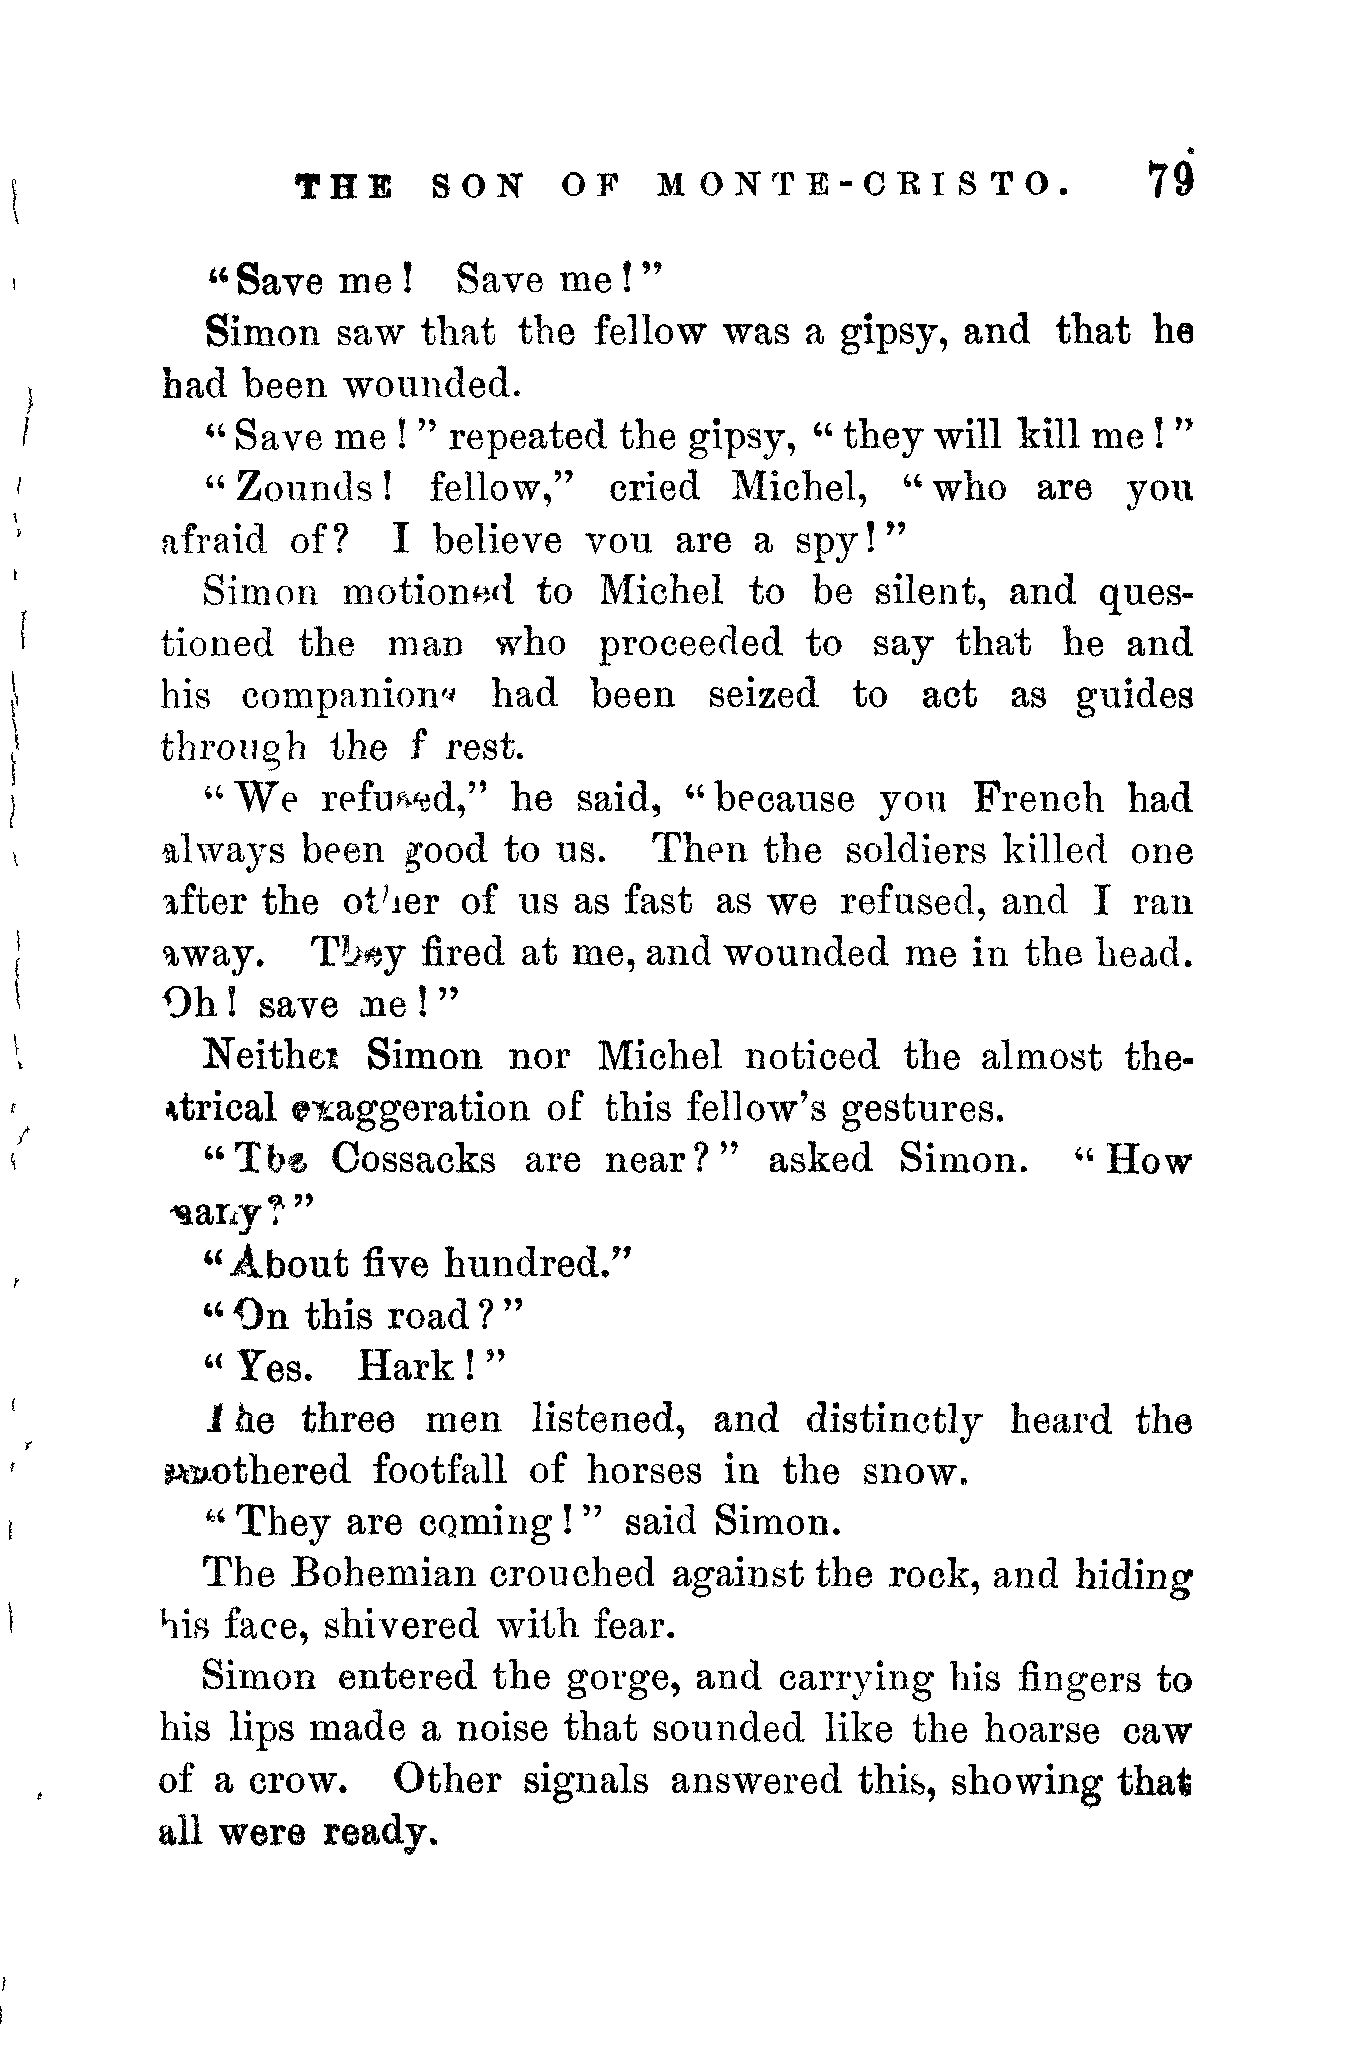 THE SON OF MONTE-CRISTO. 79
"Save me! Save me!"
Simon saw that the fellow was a gipsy, and that he
had been wounded.
"Save me!" repeated the gipsy, "they will kill me!"
"Zounds! fellow," cried Michel, "who are you
afraid of? I believe you are a spy!"
Simon motioned to Michel to be silent, and ques-
tioned the man who proceeded to say that he and
his companions had been seized to act as guides
through the f rest.
"We refused," he said, "because you French had
always been good to us. Then the soldiers killed one
after the other of us as fast as we refused, and I ran
away. They fired at me, and wounded me in the head.
Oh! save me!"
Neither Simon nor Michel noticed the almost the-
atrical exaggeration of this fellow's gestures.
"The Cossacks are near?" asked Simon. "How
many?"
"About five hundred."
"On this road?"
"Yes. Hark!"
The three men listened, and distinctly heard the
smothered footfall of horses in the snow.
"They are coming!" said Simon.
The Bohemian crouched against the rock, and hiding
his face, shivered with fear.
Simon entered the gorge, and carrying his fingers to
his lips made a noise that sounded like the hoarse caw
of a crow. Other signals answered this, showing that
all were ready.